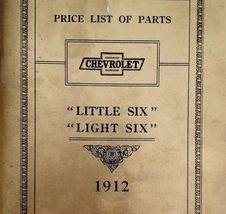 PRICE LIST OF PARTS
CHEVROLET
"LITTLE SIX"
"LIGHT SIX"
1912